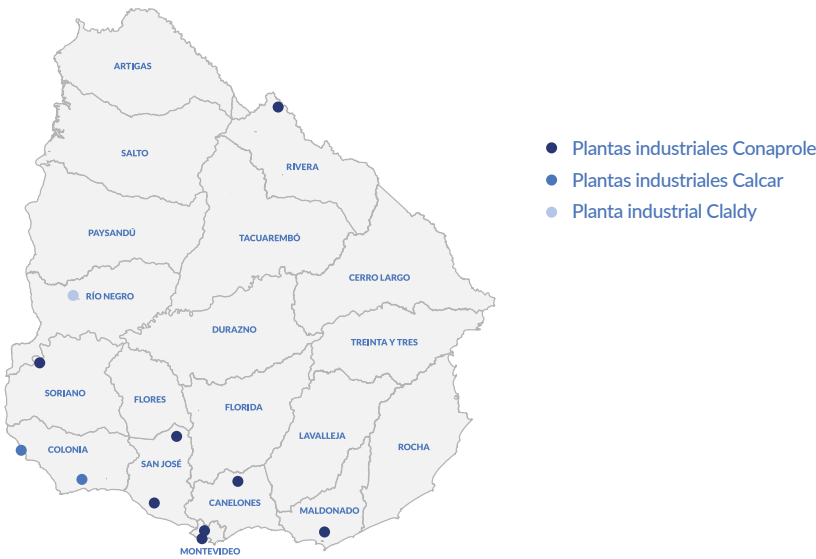 ARTIGAS
SALTO
RIVERA
PAYSANDÚ
TACUAREMBÓ
CERRO LARGO
RÍO NEGRO
DURAZNO
TREINTA Y TRES
SORIANO
FLORES
FLORIDA
LAVALLEJA
COLONIA
SAN JOSÉ
ROCHA
CANELONES
MALDONADO
MONTEVIDEO
Plantas industriales Conaprole
Plantas industriales Calcar
Planta industrial Claldy